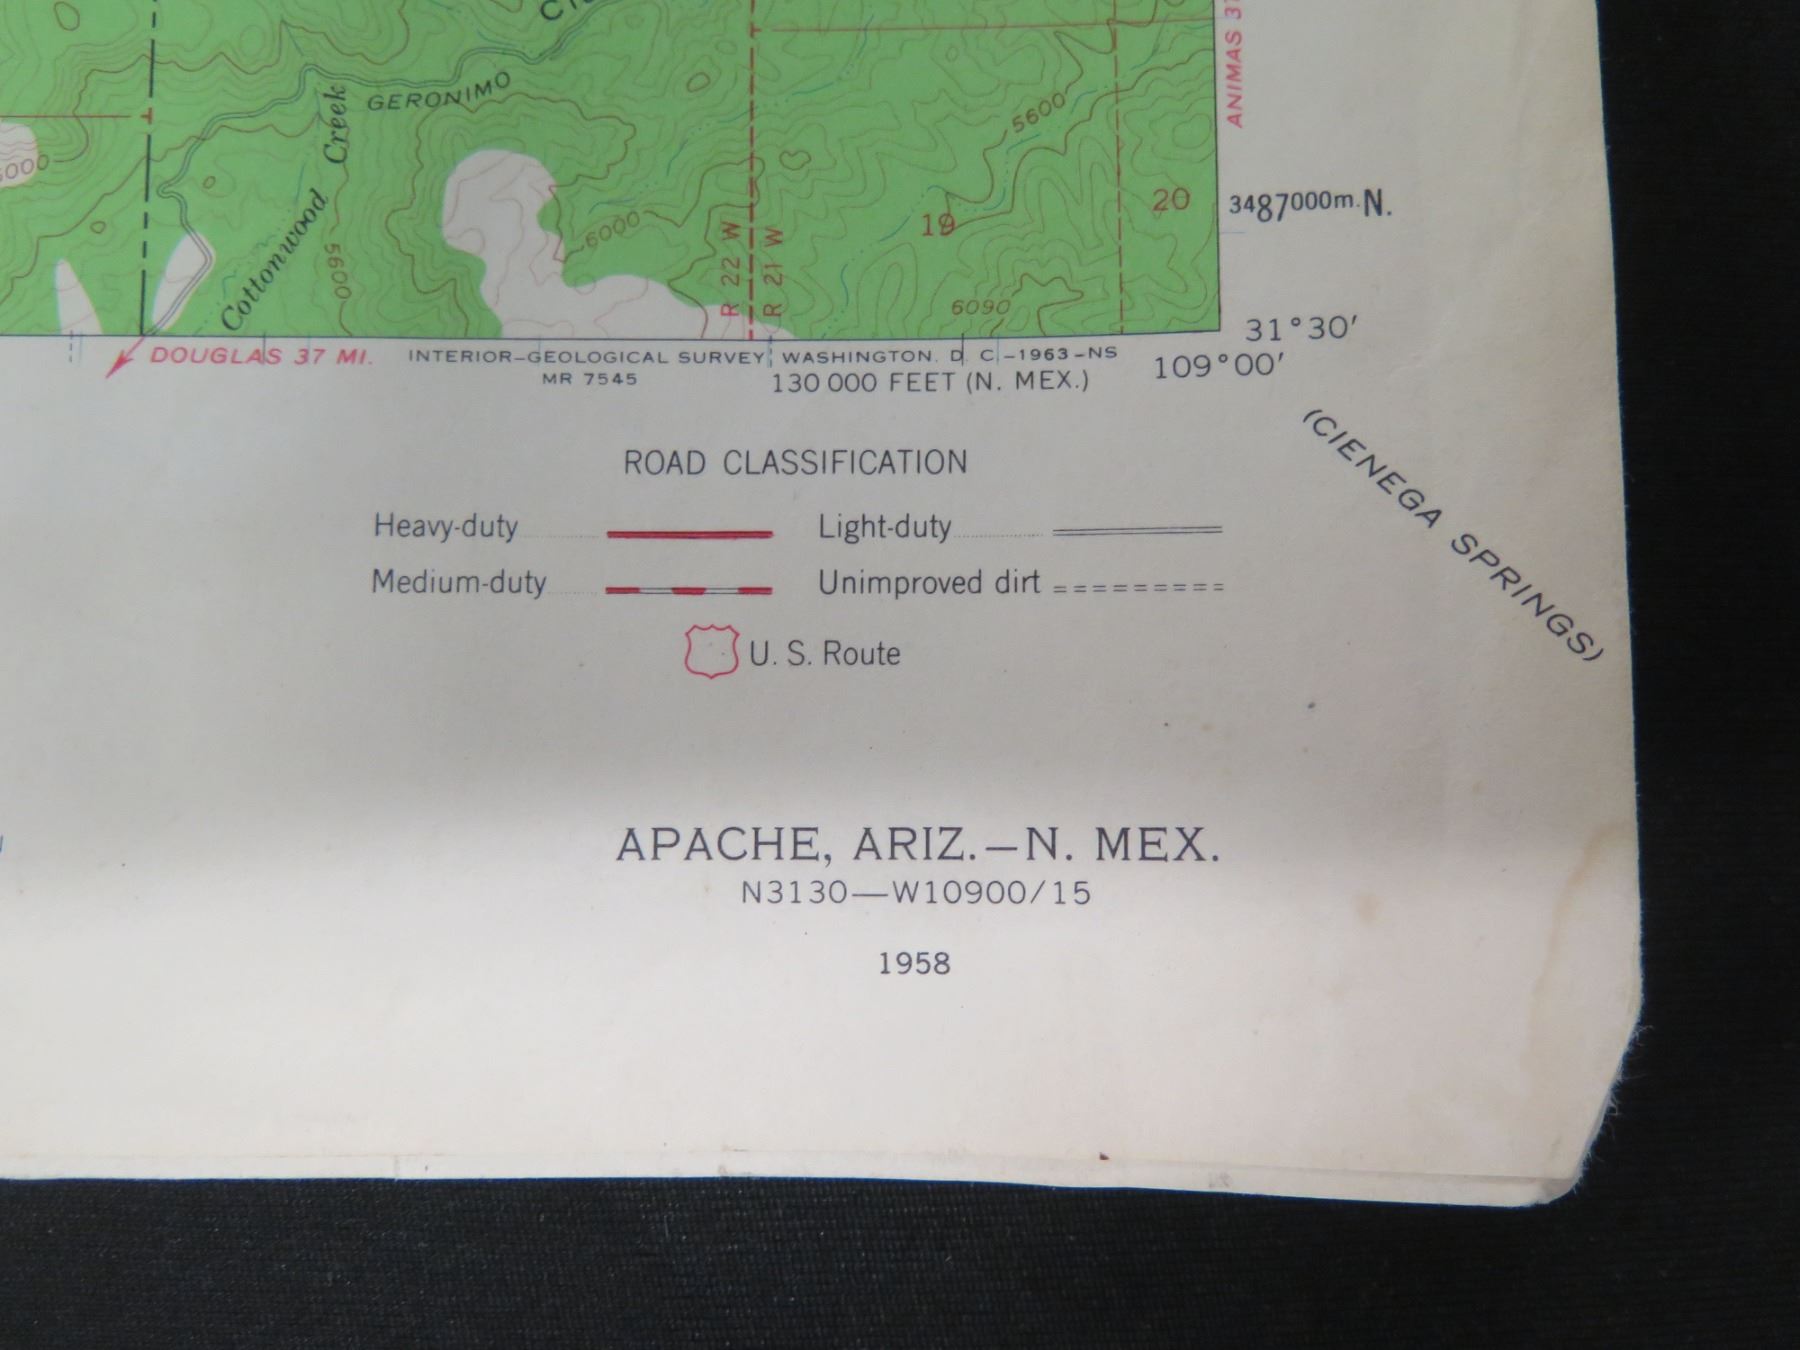 ANIMAS 37
GERONIMO
Cottonwood Creek
5600
6000
5600
6000
19
20
R 22 W
R 21 W
6090
3487000m. N.
31°30′
109°00′
DOUGLAS 37 MI.
INTERIOR—GEOLOGICAL SURVEY, WASHINGTON, D. C.—1963-NS
MR 7545
130 000 FEET (N. MEX.)
(CIENEGA SPRINGS)
ROAD CLASSIFICATION
Heavy-duty
Light-duty
Medium-duty
Unimproved dirt
U. S. Route
APACHE, ARIZ.—N. MEX.
N3130—W10900/15
1958